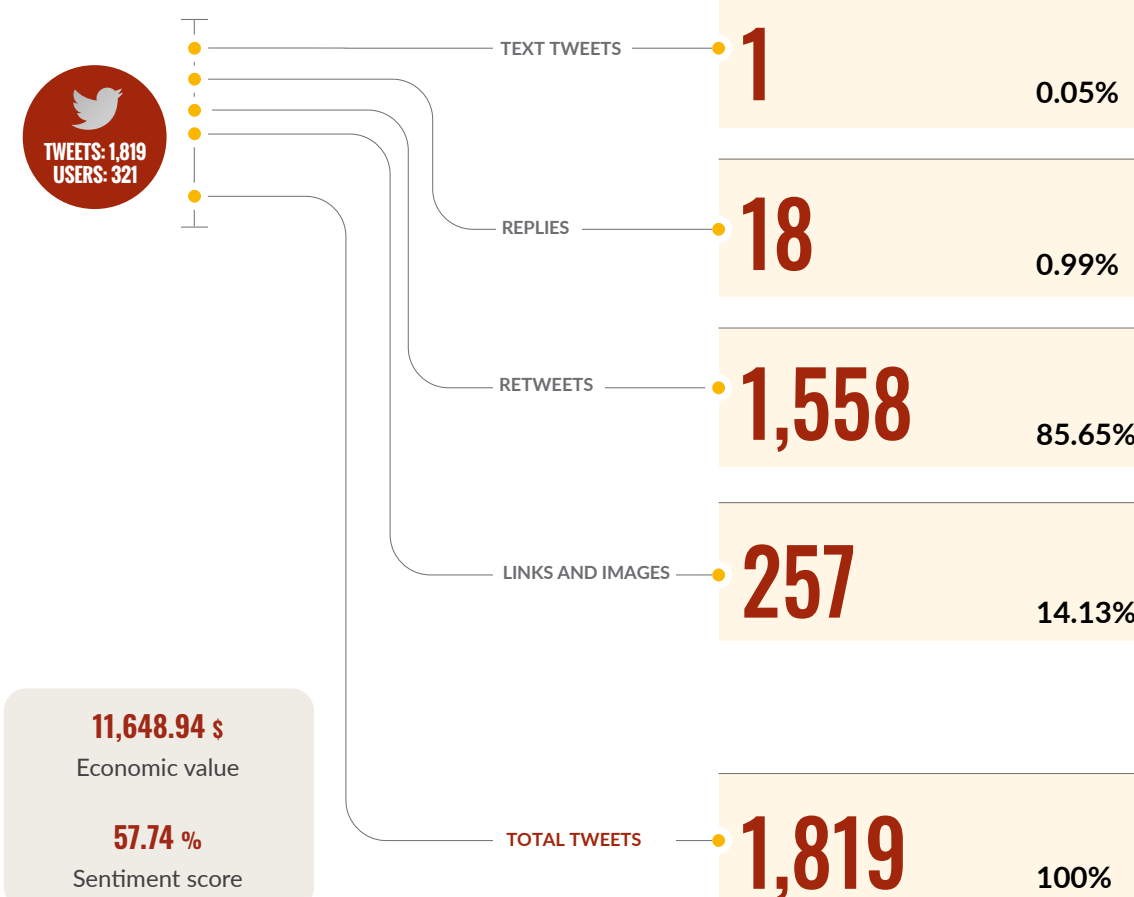 TWEETS: 1,819
USERS: 321
TEXT TWEETS
1
0.05%
REPLIES
18
0.99%
RETWEETS
1,558
85.65%
LINKS AND IMAGES
257
14.13%
11,648.94 $
Economic value
57.74 %
Sentiment score
TOTAL TWEETS
1,819
100%